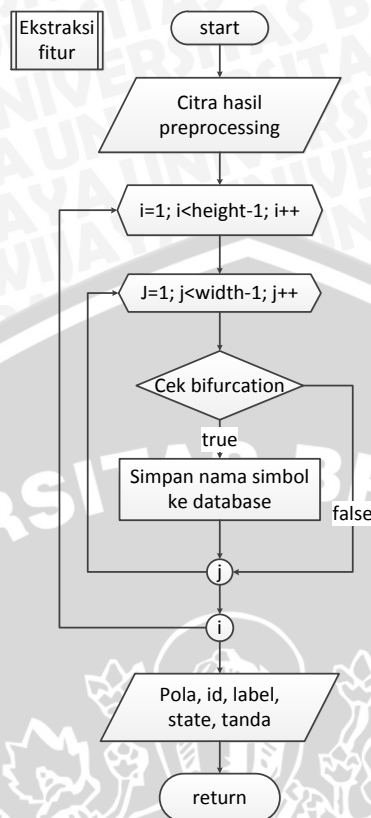 Ekstraksi
fitur
start
Citra hasil
preprocessing
i=1; i<height-1; i++
J=1; j<width-1; j++
Cek bifurcation
true
Simpan nama simbol
ke database
false
j
i
Pola, id, label,
state, tanda
return